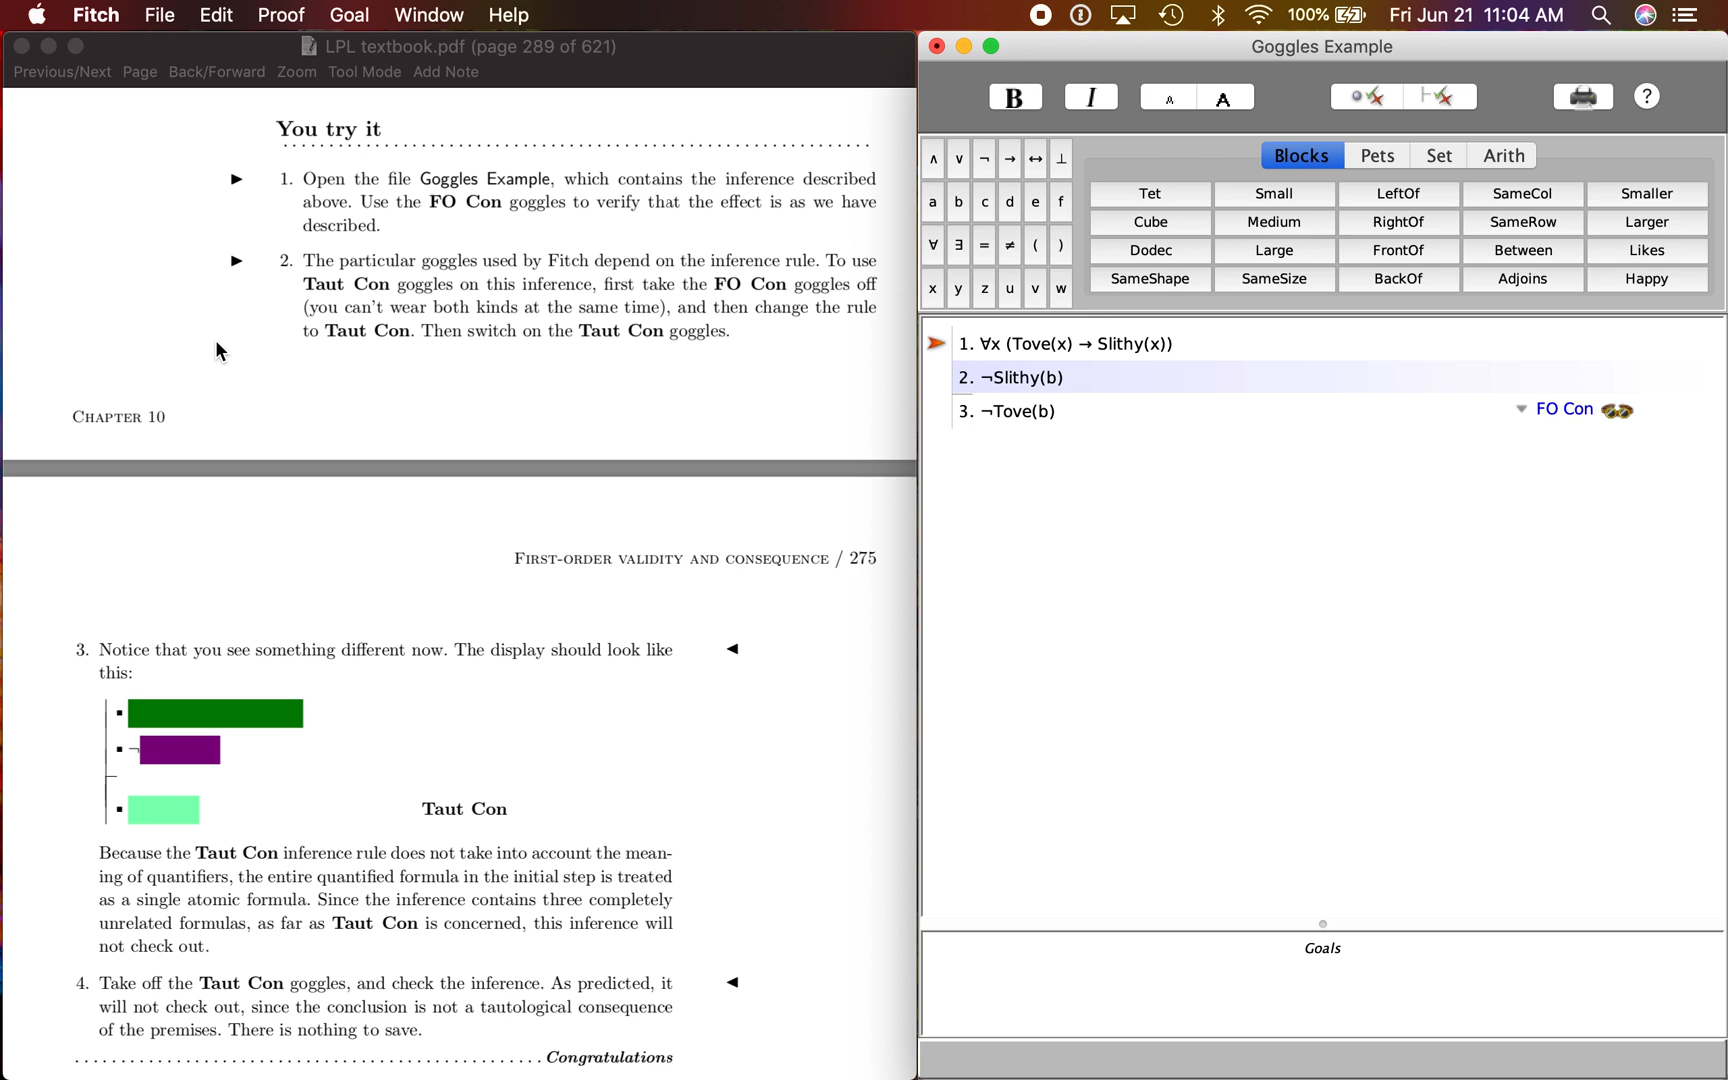 Fitch File Edit Proof Goal Window Help 100% Fri Jun 21 11:04 AM
LPL textbook.pdf (page 289 of 621)
Previous/Next Page Back/Forward Zoom Tool Mode Add Note
You try it
▶ 1. Open the file Goggles Example, which contains the inference described
above. Use the FO Con goggles to verify that the effect is as we have
described.
▶ 2. The particular goggles used by Fitch depend on the inference rule. To use
Taut Con goggles on this inference, first take the FO Con goggles off
(you can't wear both kinds at the same time), and then change the rule
to Taut Con. Then switch on the Taut Con goggles.
Chapter 10
First-order validity and consequence / 275
3. Notice that you see something different now. The display should look like ◀
this:
¬
Taut Con
Because the Taut Con inference rule does not take into account the mean-
ing of quantifiers, the entire quantified formula in the initial step is treated
as a single atomic formula. Since the inference contains three completely
unrelated formulas, as far as Taut Con is concerned, this inference will
not check out.
4. Take off the Taut Con goggles, and check the inference. As predicted, it ◀
will not check out, since the conclusion is not a tautological consequence
of the premises. There is nothing to save.
Congratulations
Goggles Example
B I A A ?
∧ ∨ ¬ → ↔ ⊥
a b c d e f
∀ ∃ = ≠ ( )
x y z u v w
Blocks Pets Set Arith
Tet Small LeftOf SameCol Smaller
Cube Medium RightOf SameRow Larger
Dodec Large FrontOf Between Likes
SameShape SameSize BackOf Adjoins Happy
1. ∀x (Tove(x) → Slithy(x))
2. ¬Slithy(b)
3. ¬Tove(b) FO Con
Goals